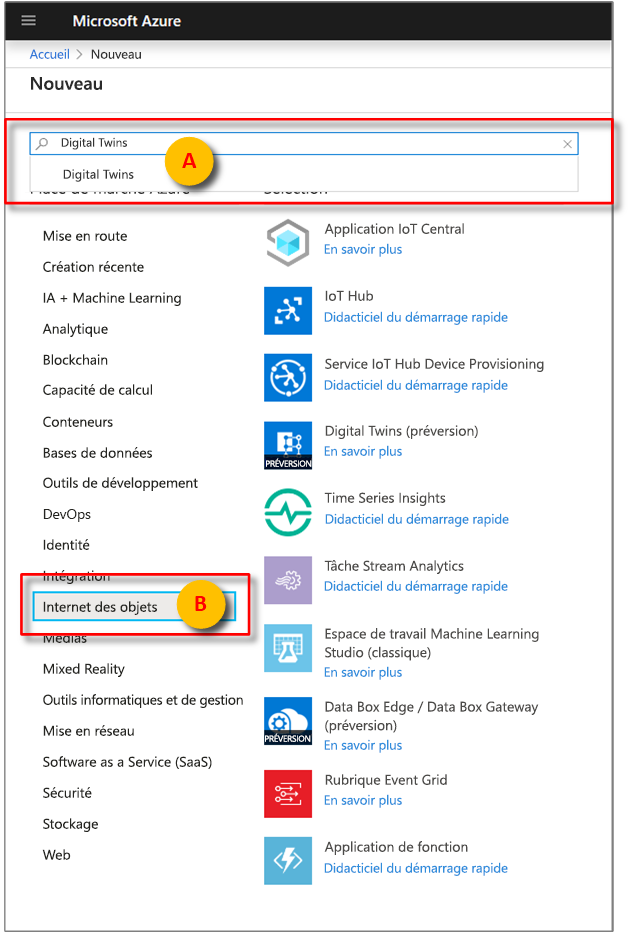 Microsoft Azure
Accueil > Nouveau
Nouveau
Digital Twins
A
Digital Twins
Place de marché Azure
Sélection
Mise en route
Création récente
IA + Machine Learning
Analytique
Blockchain
Capacité de calcul
Conteneurs
Bases de données
Outils de développement
DevOps
Identité
Intégration
Internet des objets
B
Médias
Mixed Reality
Outils informatiques et de gestion
Mise en réseau
Software as a Service (SaaS)
Sécurité
Stockage
Web
Application IoT Central
En savoir plus
IoT Hub
Didacticiel du démarrage rapide
Service IoT Hub Device Provisioning
Didacticiel du démarrage rapide
PRÉVERSION
Digital Twins (préversion)
En savoir plus
Time Series Insights
Didacticiel du démarrage rapide
Tâche Stream Analytics
Didacticiel du démarrage rapide
Espace de travail Machine Learning
Studio (classique)
En savoir plus
PRÉVERSION
Data Box Edge / Data Box Gateway
(préversion)
En savoir plus
Rubrique Event Grid
En savoir plus
Application de fonction
Didacticiel du démarrage rapide